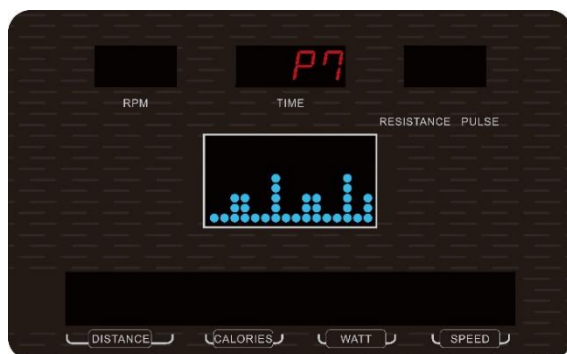 P7
RPM
TIME
RESISTANCE PULSE
DISTANCE CALORIES WATT SPEED